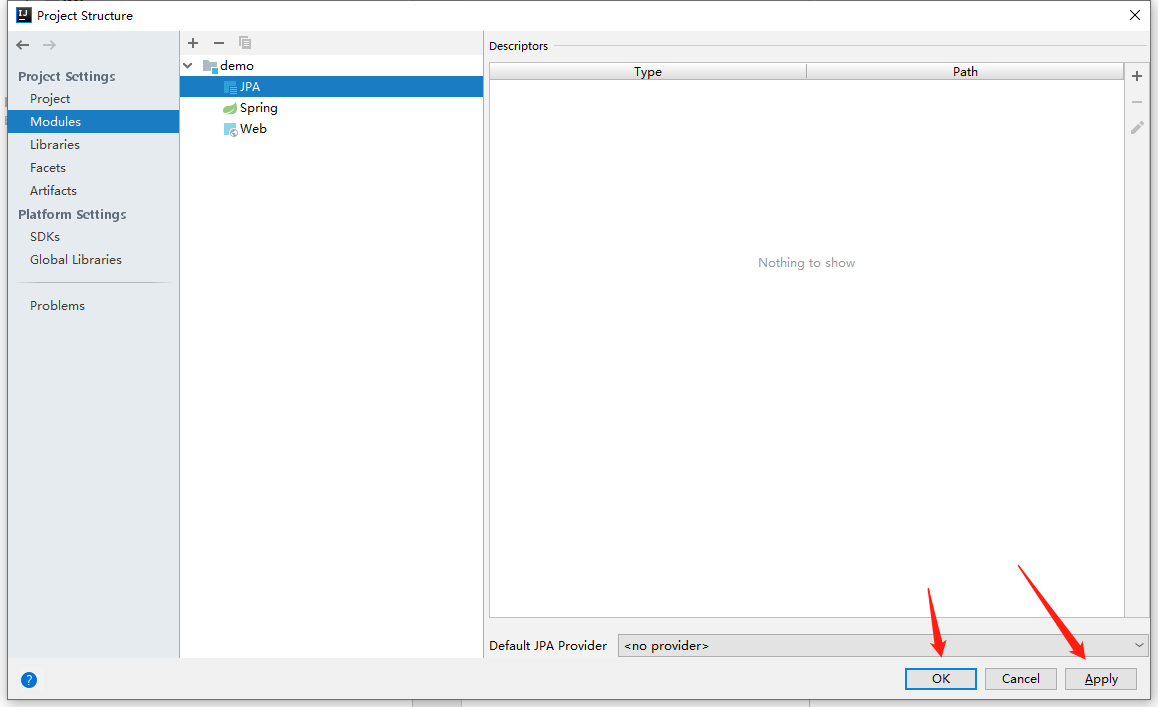 Project Structure
Project Settings
Project
Modules
Libraries
Facets
Artifacts
Platform Settings
SDKs
Global Libraries
Problems
demo
JPA
Spring
Web
Descriptors
Type Path
Nothing to show
Default JPA Provider <no provider>
? OK Cancel Apply